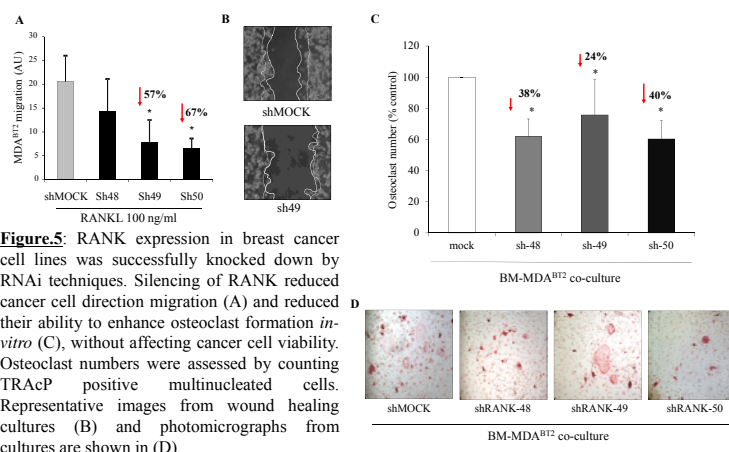 A
MDA^BT2 migration (AU)
30
25
20
15
10
5
0
57%
*
67%
*
shMOCK Sh48 Sh49 Sh50
RANKL 100 ng/ml
B
shMOCK
sh49
C
Osteoclast number (% control)
120
100
80
60
40
20
0
38%
*
24%
*
40%
*
mock sh-48 sh-49 sh-50
BM-MDA^BT2 co-culture
Figure.5: RANK expression in breast cancer
cell lines was successfully knocked down by
RNAi techniques. Silencing of RANK reduced
cancer cell direction migration (A) and reduced
their ability to enhance osteoclast formation in-
vitro (C), without affecting cancer cell viability.
Osteoclast numbers were assessed by counting
TRAcP positive multinucleated cells.
Representative images from wound healing
cultures (B) and photomicrographs from
cultures are shown in (D)
D
shMOCK shRANK-48 shRANK-49 shRANK-50
BM-MDA^BT2 co-culture